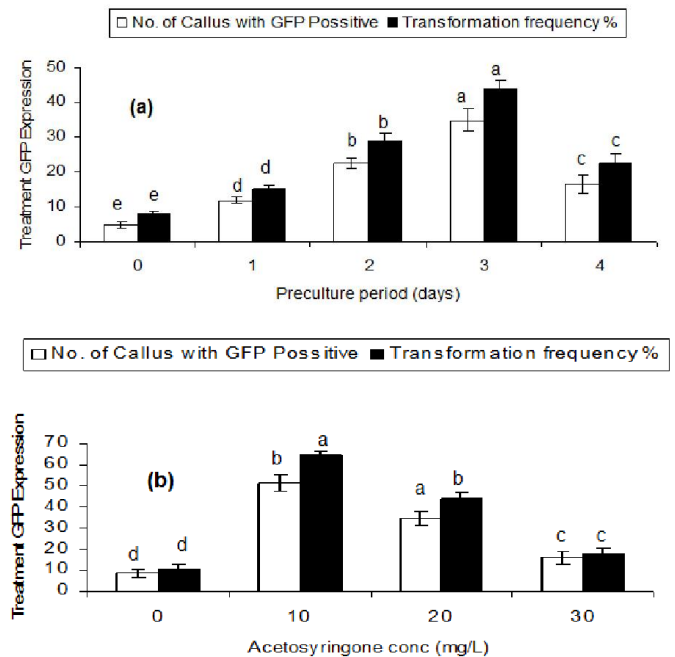 No. of Callus with GFP Possitive Transformation frequency %
(a)
Treatment GFP Expression
50
40
30
20
10
0
e e d d b b a a c c
0 1 2 3 4
Preculture period (days)
No. of Callus with GFP Possitive Transformation frequency %
(b)
Treatment GFP Expression
70
60
50
40
30
20
10
0
d d b a a b c c
0 10 20 30
Acetosyringone conc (mg/L)